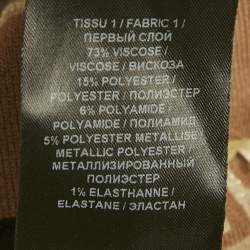 TISSU 1 / FABRIC 1 /
ПЕРВЫЙ СЛОЙ
73% VISCOSE /
VISCOSE / ВИСКОЗА
15% POLYESTER /
POLYESTER / ПОЛИЭСТЕР
6% POLYAMIDE /
POLYAMIDE / ПОЛИАМИД
5% POLYESTER METALLISE /
METALLIC POLYESTER /
МЕТАЛЛИЗИРОВАННЫЙ
ПОЛИЭСТЕР
1% ELASTHANNE /
ELASTANE / ЭЛАСТАН